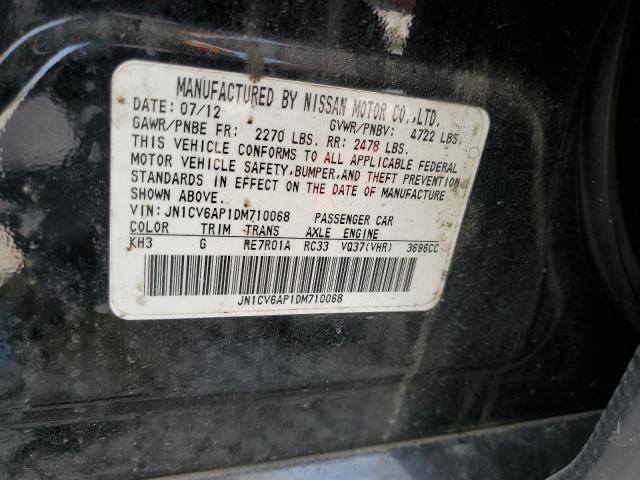 MANUFACTURED BY NISSAN MOTOR CO.,LTD.
DATE: 07/12 GVWR/PNBV: 4722 LBS.
GAWR/PNBE FR: 2270 LBS. RR: 2478 LBS.
THIS VEHICLE CONFORMS TO ALL APPLICABLE FEDERAL
MOTOR VEHICLE SAFETY, BUMPER, AND THEFT PREVENTION
STANDARDS IN EFFECT ON THE DATE OF MANUFACTURE
SHOWN ABOVE.
VIN: JN1CV6AP1DM710068 PASSENGER CAR
COLOR TRIM TRANS AXLE ENGINE
KH3 G RE7R01A RC33 VQ37(VHR) 3696CC
JN1CV6AP1DM710068